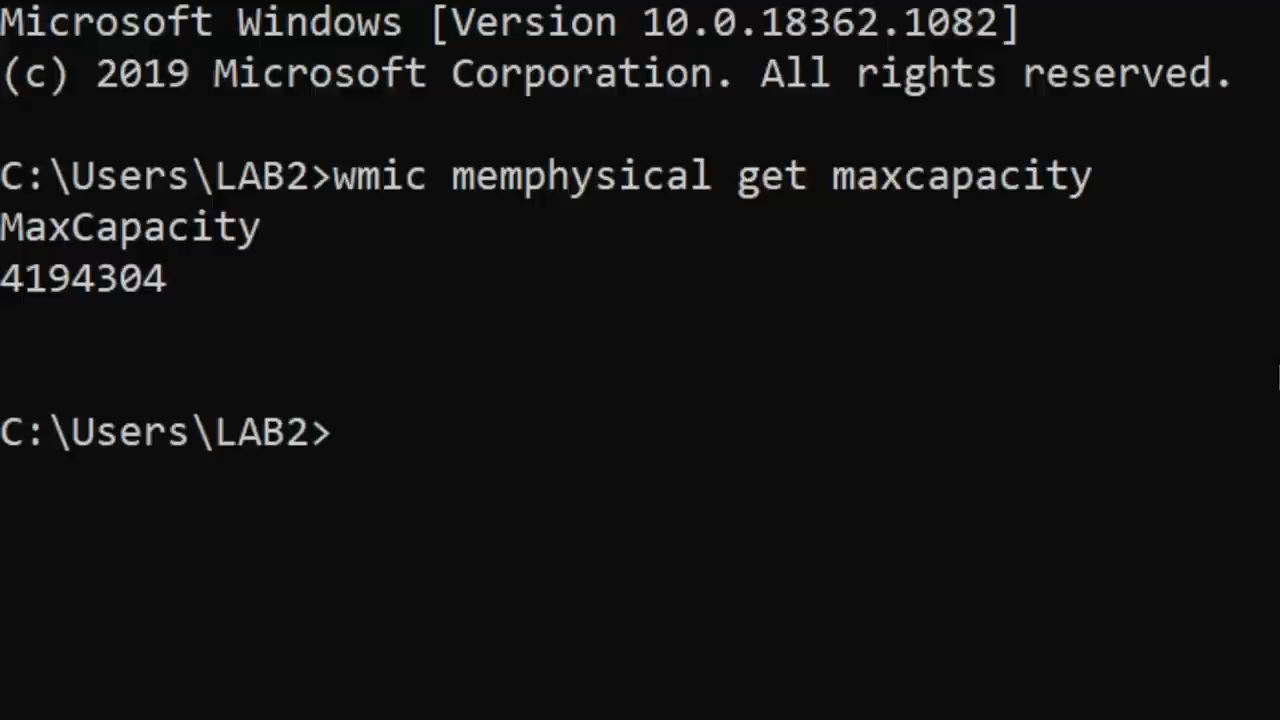 Microsoft Windows [Version 10.0.18362.1082]
(c) 2019 Microsoft Corporation. All rights reserved.
C:\Users\LAB2>wmic memphysical get maxcapacity
MaxCapacity
4194304
C:\Users\LAB2>